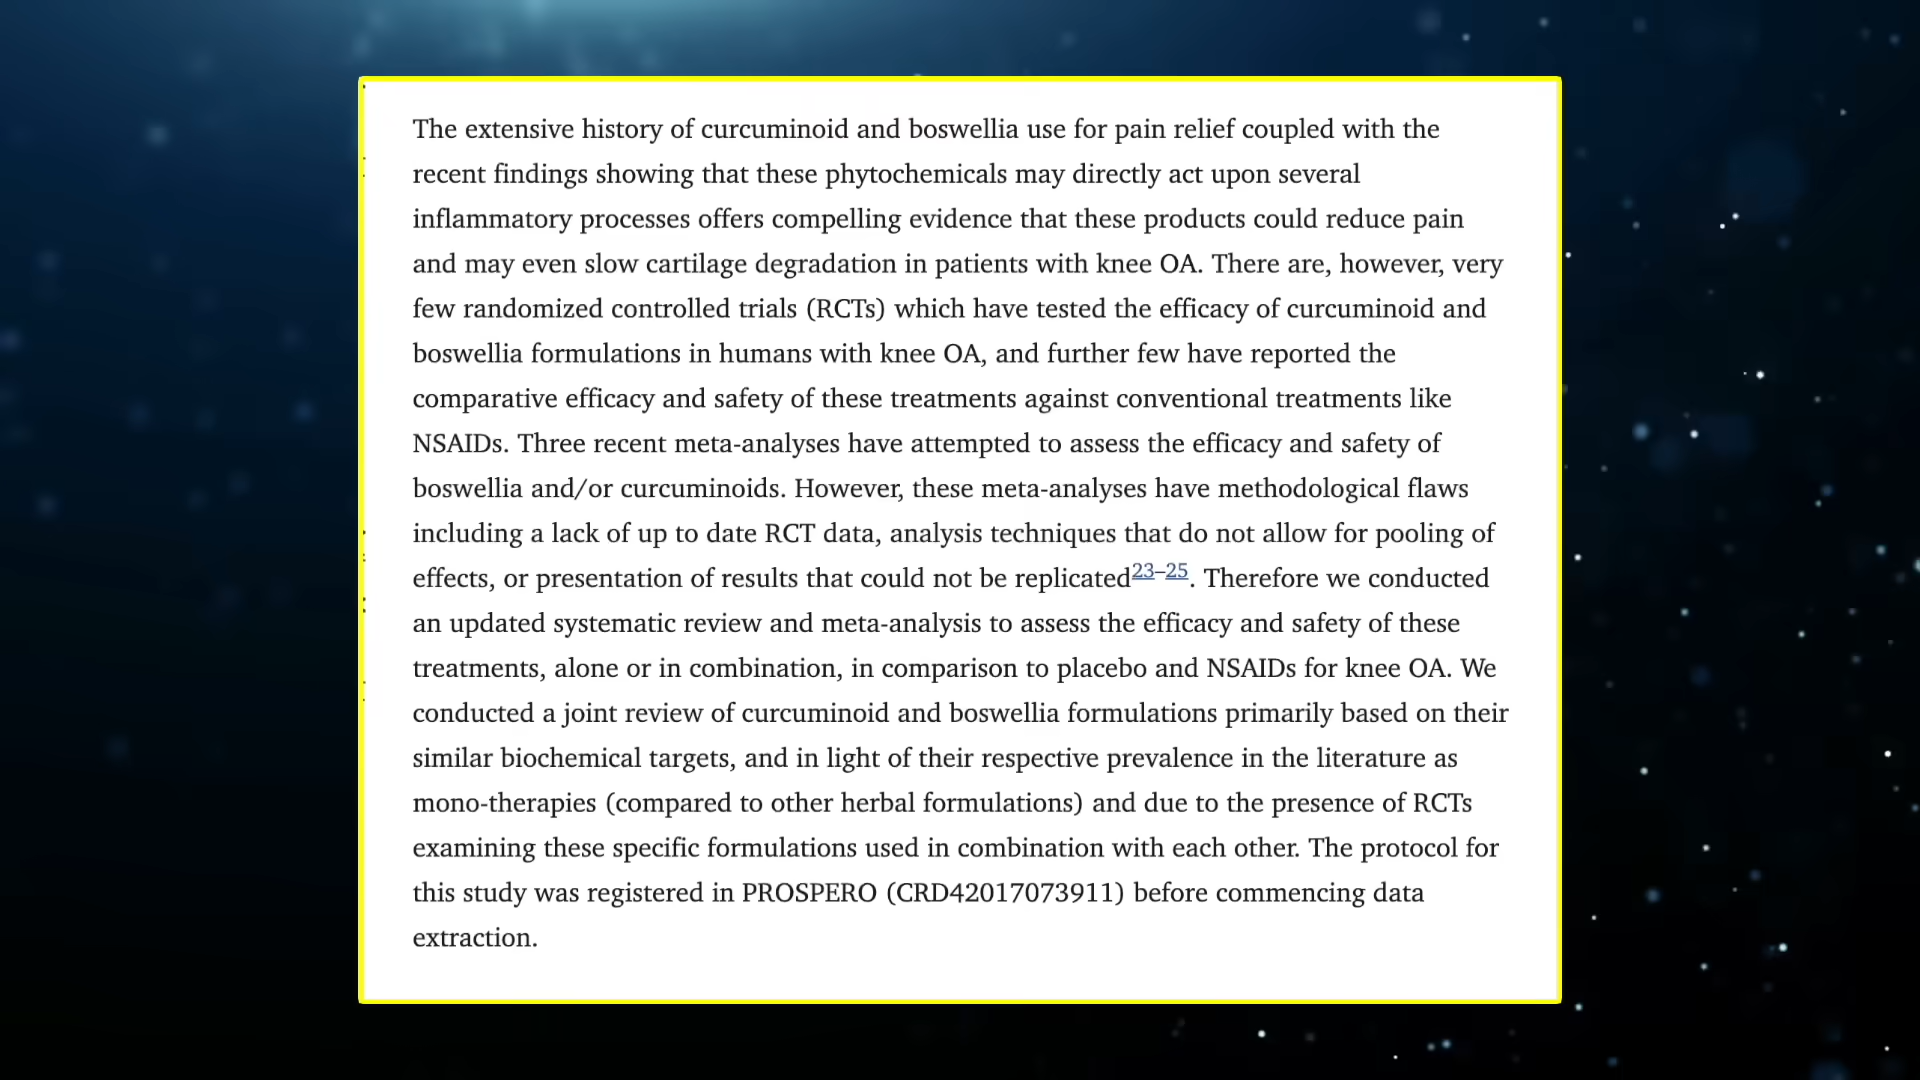 The extensive history of curcuminoid and boswellia use for pain relief coupled with the
recent findings showing that these phytochemicals may directly act upon several
inflammatory processes offers compelling evidence that these products could reduce pain
and may even slow cartilage degradation in patients with knee OA. There are, however, very
few randomized controlled trials (RCTs) which have tested the efficacy of curcuminoid and
boswellia formulations in humans with knee OA, and further few have reported the
comparative efficacy and safety of these treatments against conventional treatments like
NSAIDs. Three recent meta-analyses have attempted to assess the efficacy and safety of
boswellia and/or curcuminoids. However, these meta-analyses have methodological flaws
including a lack of up to date RCT data, analysis techniques that do not allow for pooling of
effects, or presentation of results that could not be replicated23–25. Therefore we conducted
an updated systematic review and meta-analysis to assess the efficacy and safety of these
treatments, alone or in combination, in comparison to placebo and NSAIDs for knee OA. We
conducted a joint review of curcuminoid and boswellia formulations primarily based on their
similar biochemical targets, and in light of their respective prevalence in the literature as
mono-therapies (compared to other herbal formulations) and due to the presence of RCTs
examining these specific formulations used in combination with each other. The protocol for
this study was registered in PROSPERO (CRD42017073911) before commencing data
extraction.